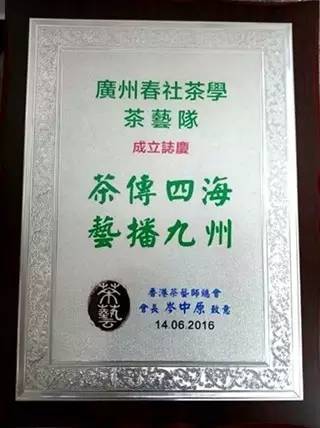 廣州春社茶學
茶藝隊
成立誌慶
茶傳四海
藝播九州
茶藝
香港茶藝師總會
會長 岑中原 致意
14.06.2016